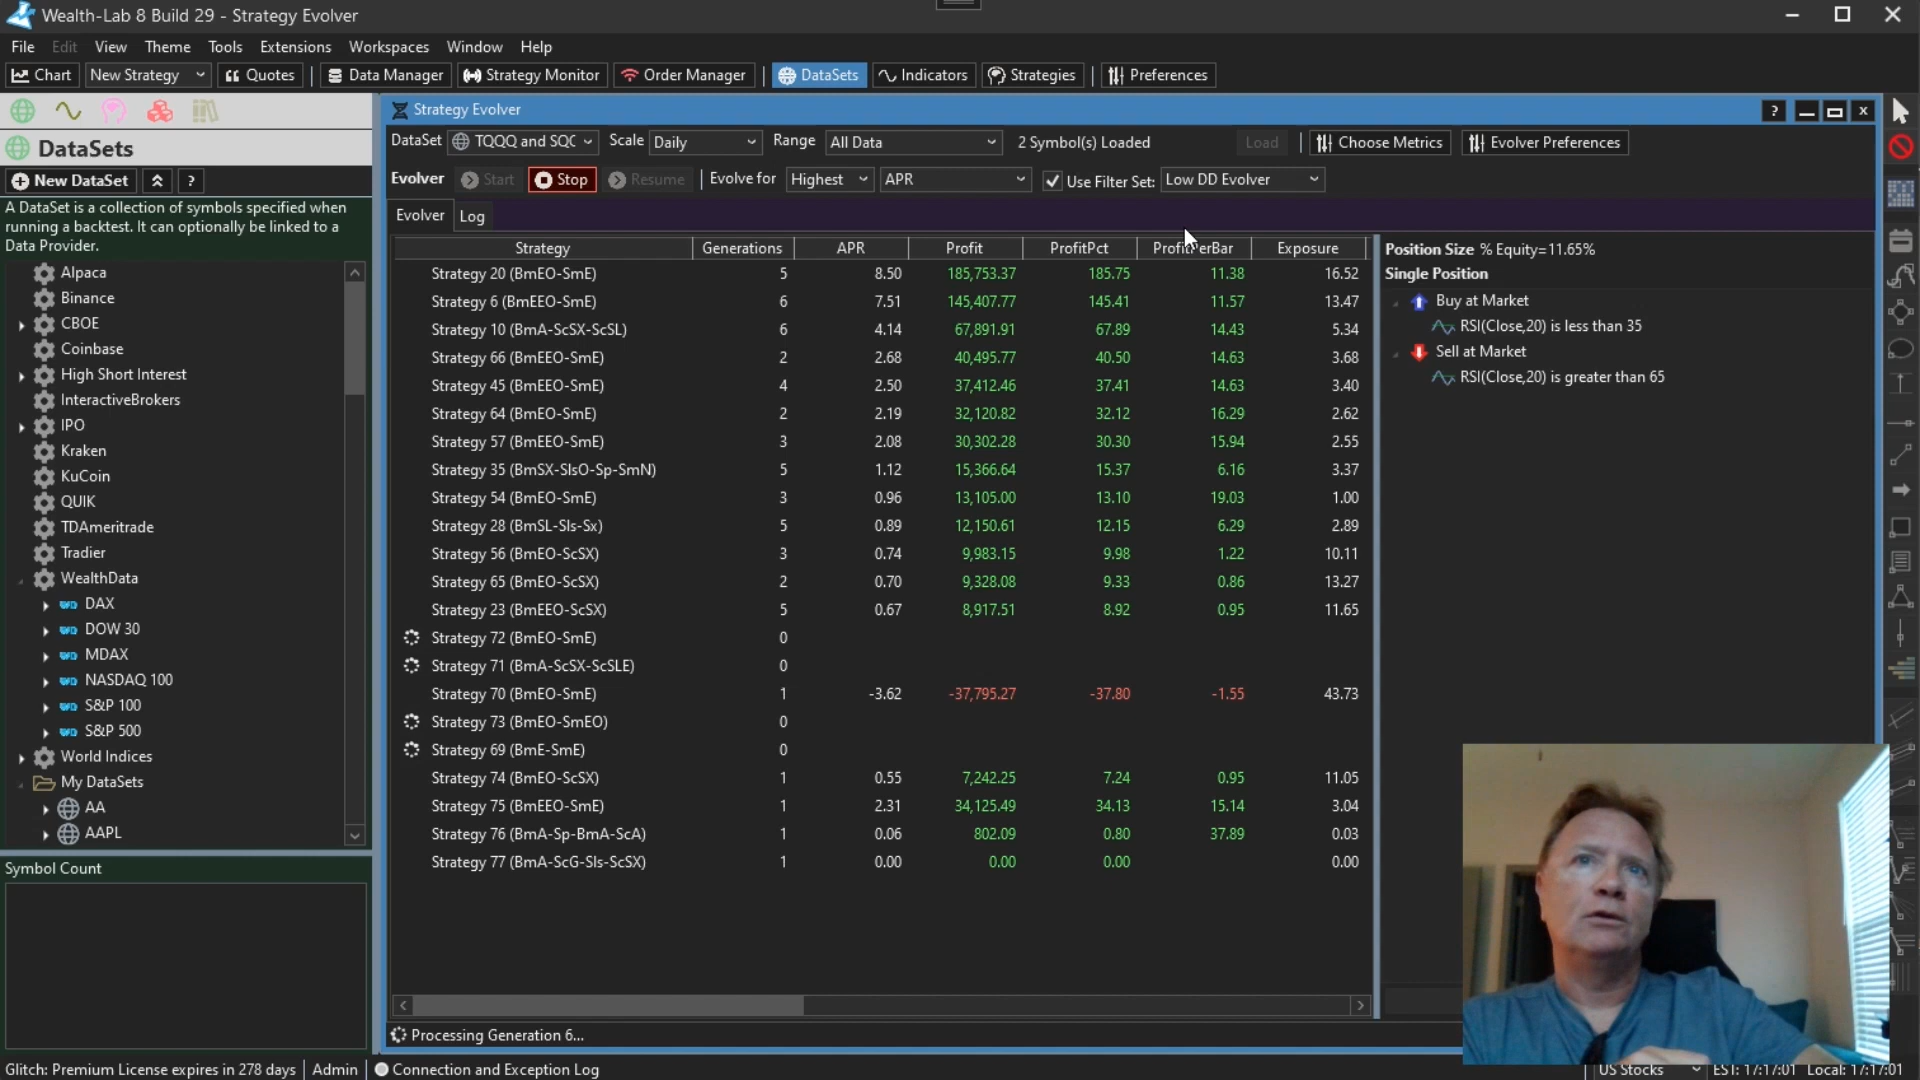 Wealth-Lab 8 Build 29 - Strategy Evolver
File Edit View Theme Tools Extensions Workspaces Window Help
Chart New Strategy Quotes Data Manager Strategy Monitor Order Manager DataSets Indicators Strategies Preferences
DataSets
New DataSet ?
A DataSet is a collection of symbols specified when
running a backtest. It can optionally be linked to a
Data Provider.
Alpaca
Binance
CBOE
Coinbase
High Short Interest
InteractiveBrokers
IPO
Kraken
KuCoin
QUIK
TDAmeritrade
Tradier
WealthData
DAX
DOW 30
MDAX
NASDAQ 100
S&P 100
S&P 500
World Indices
My DataSets
AA
AAPL
Symbol Count
Strategy Evolver ?
DataSet TQQQ and SQC Scale Daily Range All Data 2 Symbol(s) Loaded Load Choose Metrics Evolver Preferences
Evolver Start Stop Resume Evolve for Highest APR Use Filter Set: Low DD Evolver
Evolver Log
Strategy Generations APR Profit ProfitPct ProfitPerBar Exposure
Strategy 20 (BmEO-SmE) 5 8.50 185,753.37 185.75 11.38 16.52
Strategy 6 (BmEEO-SmE) 6 7.51 145,407.77 145.41 11.57 13.47
Strategy 10 (BmA-ScSX-ScSL) 6 4.14 67,891.91 67.89 14.43 5.34
Strategy 66 (BmEEO-SmE) 2 2.68 40,495.77 40.50 14.63 3.68
Strategy 45 (BmEEO-SmE) 4 2.50 37,412.46 37.41 14.63 3.40
Strategy 64 (BmEEO-SmE) 2 2.19 32,120.82 32.12 16.29 2.62
Strategy 57 (BmEEO-SmE) 3 2.08 30,302.28 30.30 15.94 2.55
Strategy 35 (BmSX-SlsO-Sp-SmN) 5 1.12 15,366.64 15.37 6.16 3.37
Strategy 54 (BmEO-SmE) 3 0.96 13,105.00 13.10 19.03 1.00
Strategy 28 (BmSL-Sls-Sx) 5 0.89 12,150.61 12.15 6.29 2.89
Strategy 56 (BmEO-ScSX) 3 0.74 9,983.15 9.98 1.22 10.11
Strategy 65 (BmEO-ScSX) 2 0.70 9,328.08 9.33 0.86 13.27
Strategy 23 (BmEEO-ScSX) 5 0.67 8,917.51 8.92 0.95 11.65
Strategy 72 (BmEO-SmE) 0
Strategy 71 (BmA-ScSX-ScSLE) 0
Strategy 70 (BmEO-SmE) 1 -3.62 -37,795.27 -37.80 -1.55 43.73
Strategy 73 (BmEO-SmEO) 0
Strategy 69 (BmE-SmE) 0
Strategy 74 (BmEO-ScSX) 1 0.55 7,242.25 7.24 0.95 11.05
Strategy 75 (BmEEO-SmE) 1 2.31 34,125.49 34.13 15.14 3.04
Strategy 76 (BmA-Sp-BmA-ScA) 1 0.06 802.09 0.80 37.89 0.03
Strategy 77 (BmA-ScG-Sls-ScSX) 1 0.00 0.00 0.00 0.00
Processing Generation 6...
Position Size % Equity=11.65%
Single Position
Buy at Market
RSI(Close,20) is less than 35
Sell at Market
RSI(Close,20) is greater than 65
Glitch: Premium License expires in 278 days Admin Connection and Exception Log US Stocks EST: 17:17:01 Local: 17:17:01